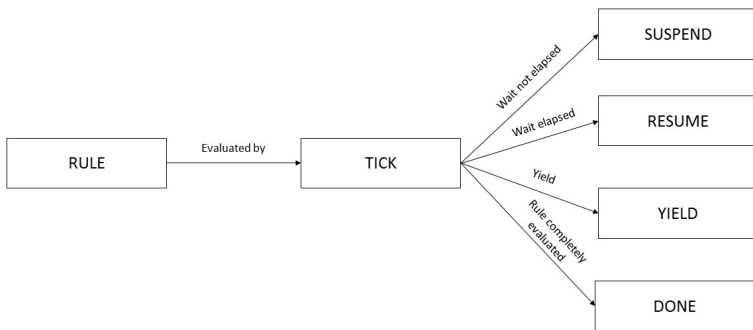 RULE
Evaluated by
TICK
Wait not elapsed
SUSPEND
Wait elapsed
RESUME
Yield
YIELD
Rule completely
evaluated
DONE